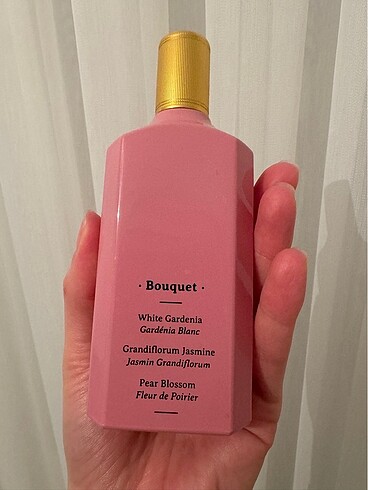 · Bouquet ·
White Gardenia
Gardénia Blanc
Grandiflorum Jasmine
Jasmin Grandiflorum
Pear Blossom
Fleur de Poirier